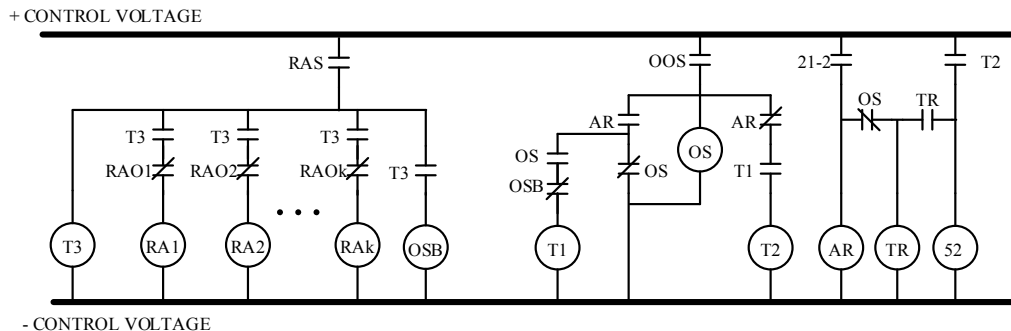 + CONTROL VOLTAGE
RAS
OOS
21-2
T2
OS
TR
T3
T3
T3
AR
AR
RAO1
RAO2
RAOk
T3
OS
OSB
OS
OS
T1
• • •
T3
RA1
RA2
RAk
OSB
T1
T2
AR
TR
52
- CONTROL VOLTAGE